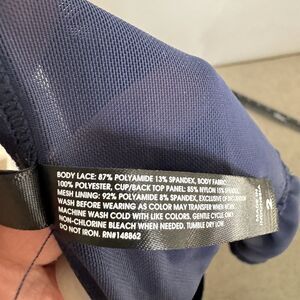 BODY LACE: 87% POLYAMIDE 13% SPANDEX, BODY FABRIC:
100% POLYESTER, CUP/BACK TOP PANEL: 85% NYLON 15% SPANDEX,
MESH LINING: 92% POLYAMIDE 8% SPANDEX, EXCLUSIVE OF DECORATION
WASH BEFORE WEARING AS COLOR MAY TRANSFER WHEN WORN.
MACHINE WASH COLD WITH LIKE COLORS. GENTLE CYCLE ONLY
NON-CHLORINE BLEACH WHEN NEEDED. TUMBLE DRY LOW
DO NOT IRON. RN#148862
MADE IN